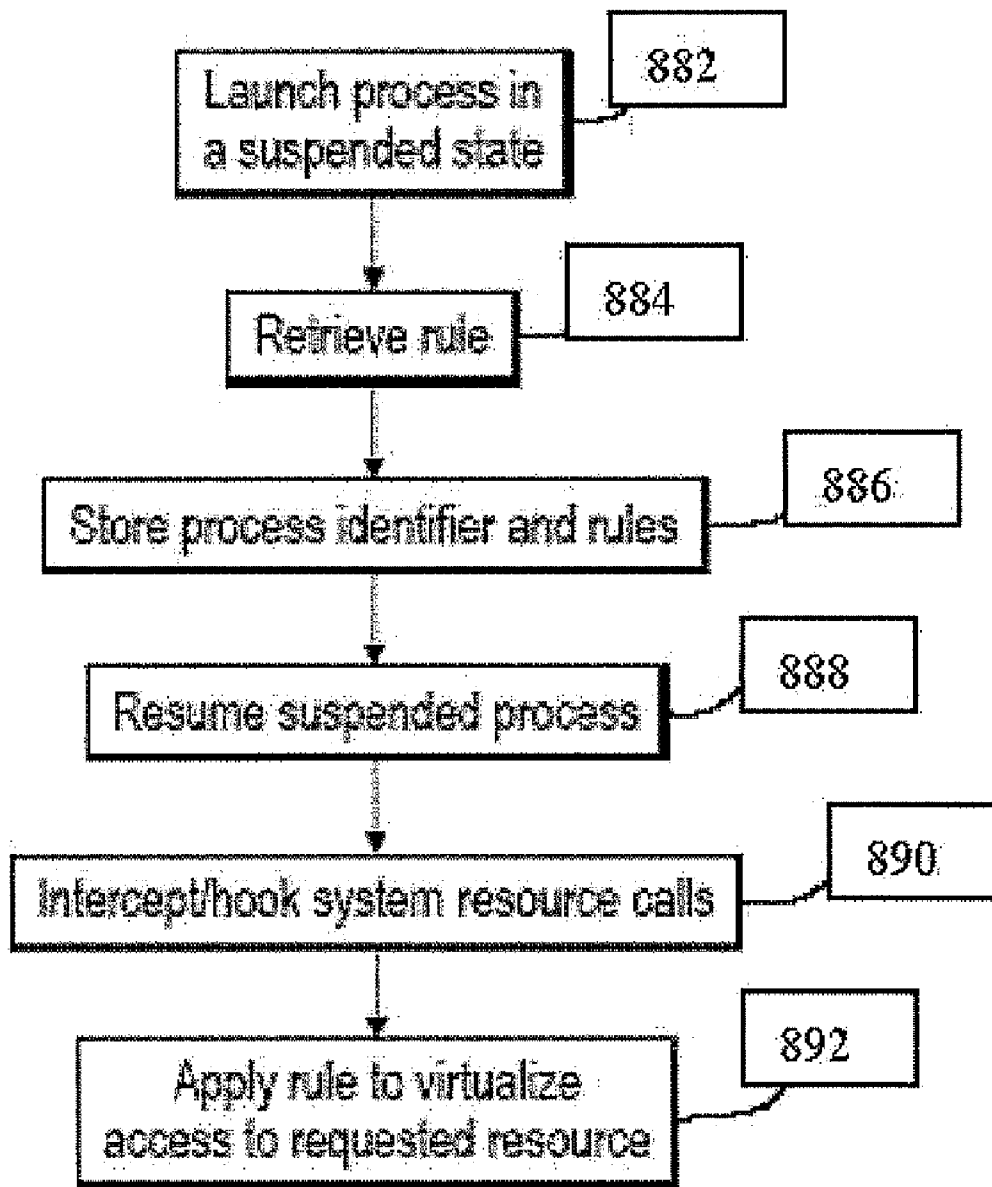 882
Launch process in
a suspended state
884
Retrieve rule
886
Store process identifier and rules
888
Resume suspended process
890
Intercept/hook system resource calls
892
Apply rule to virtualize
access to requested resource